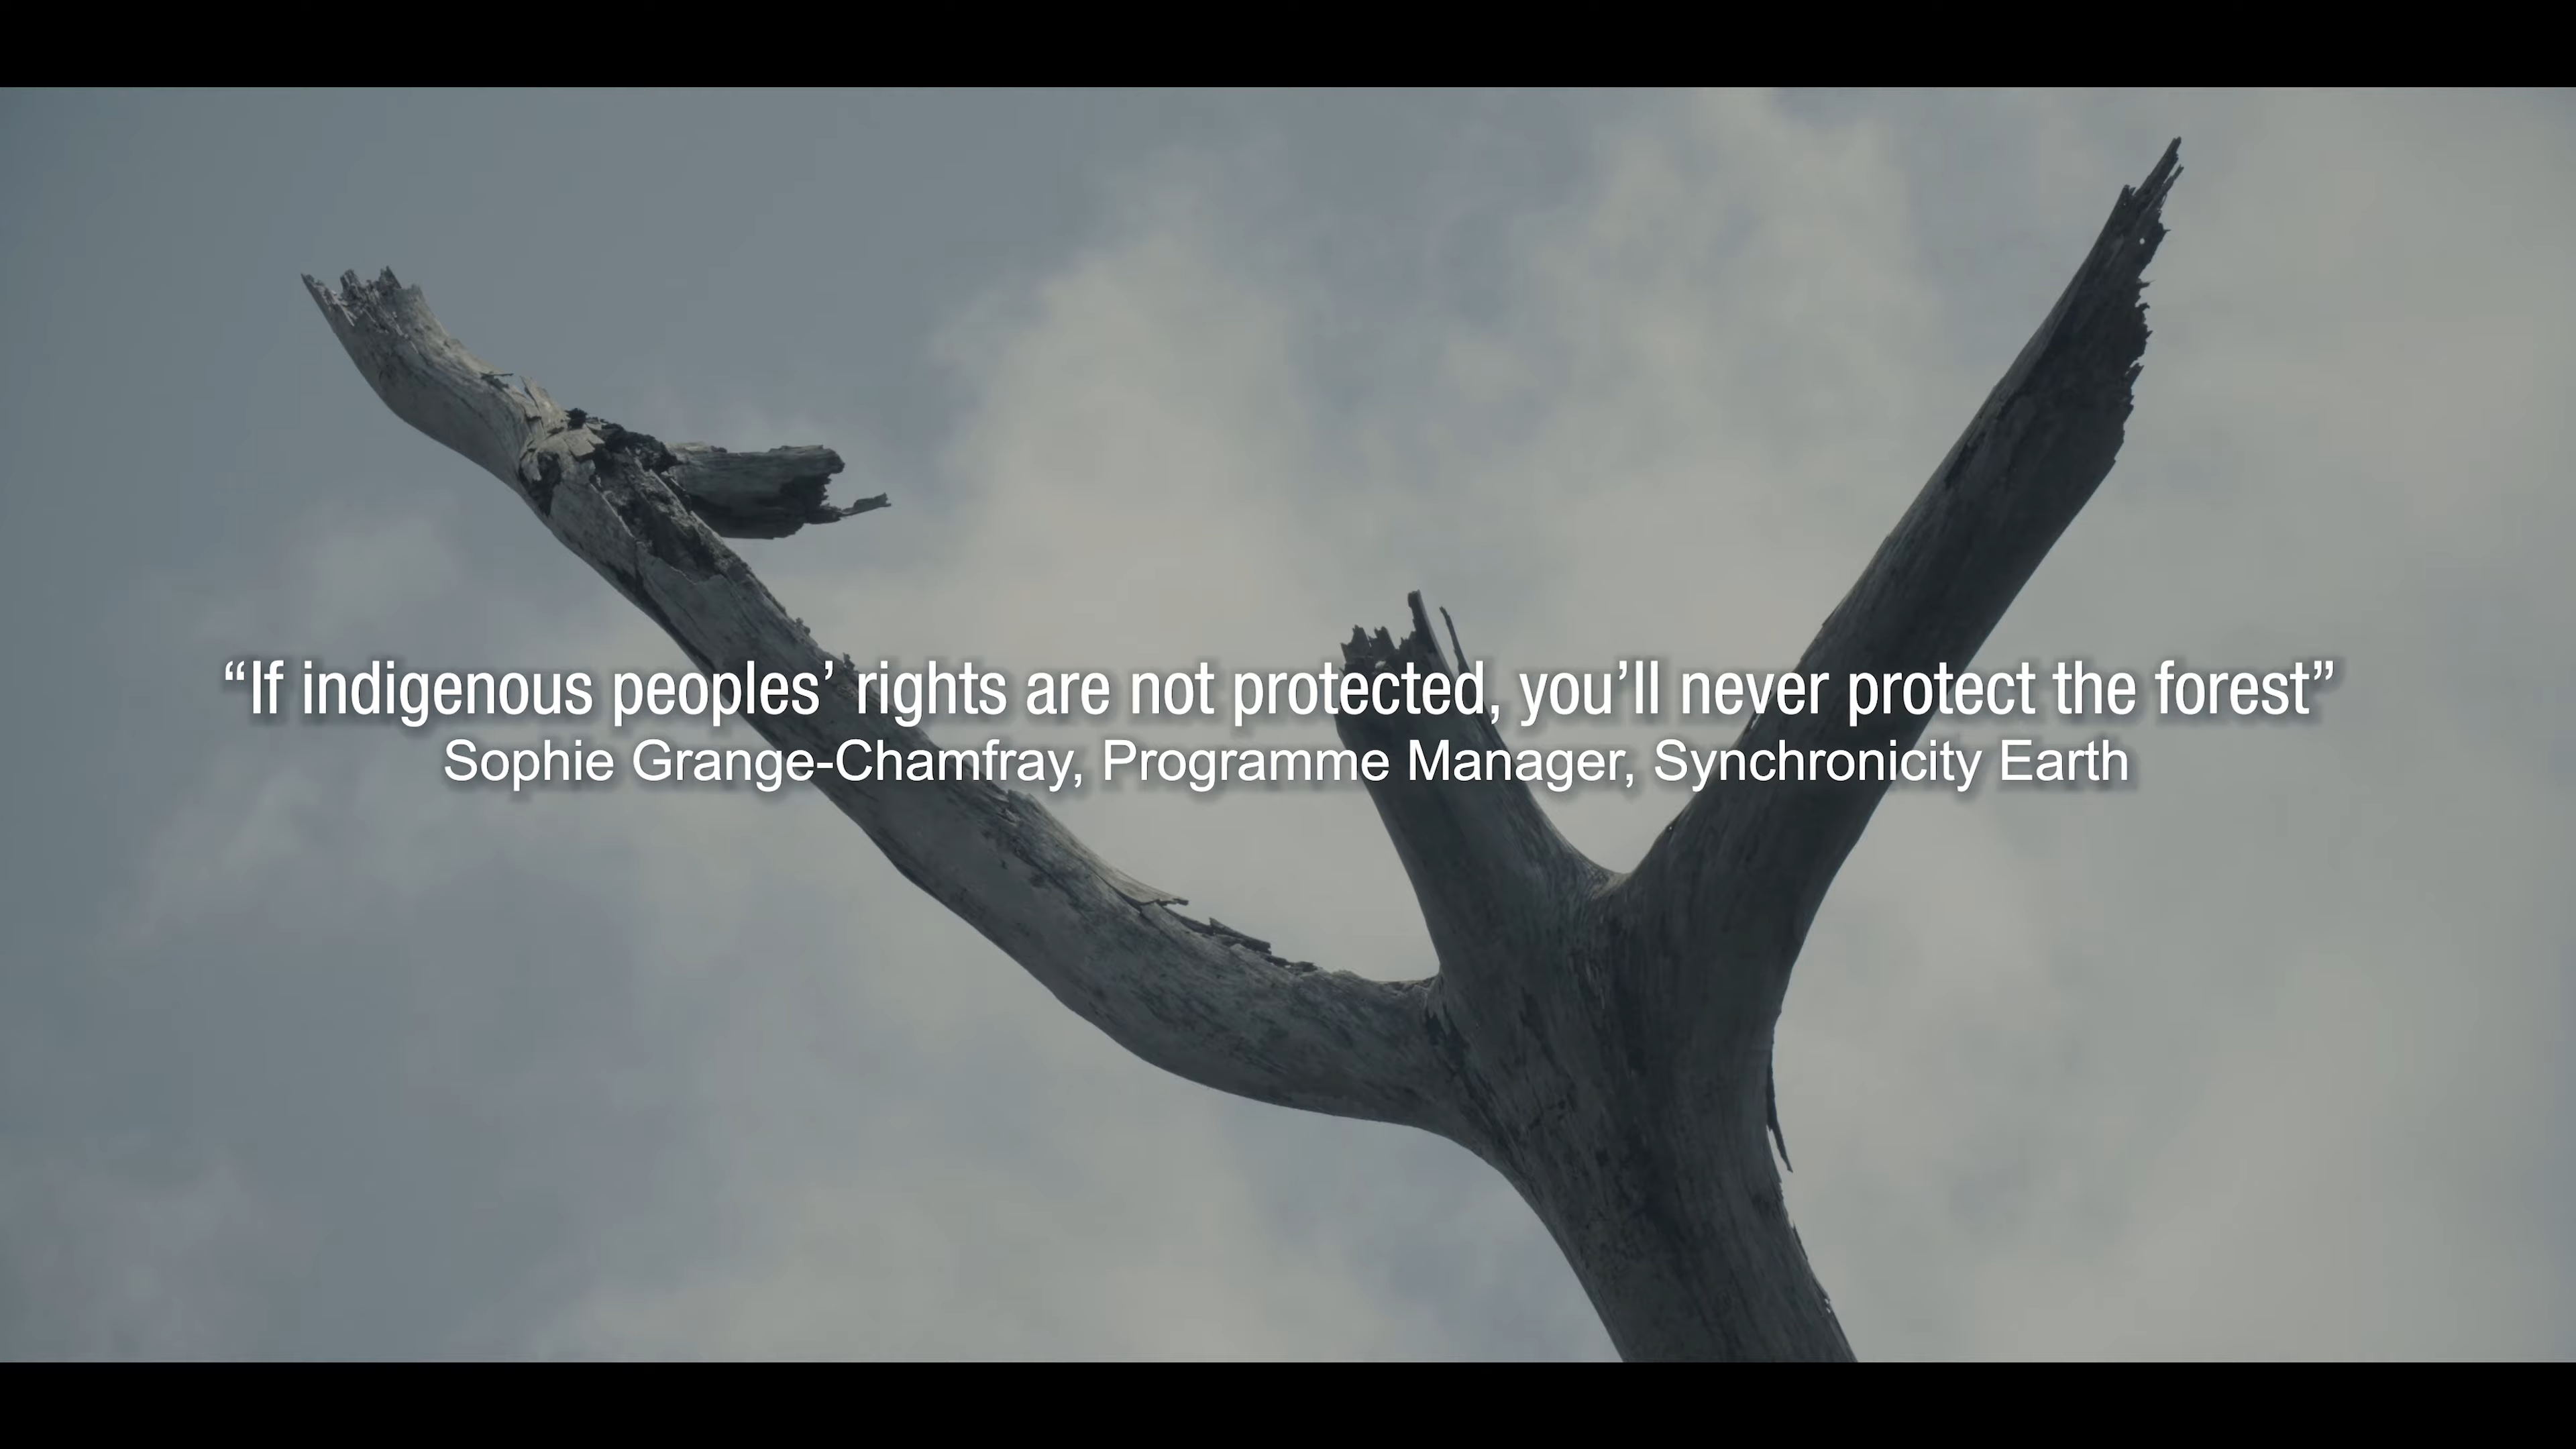 “If indigenous peoples’ rights are not protected, you’ll never protect the forest”
Sophie Grange-Chamfray, Programme Manager, Synchronicity Earth